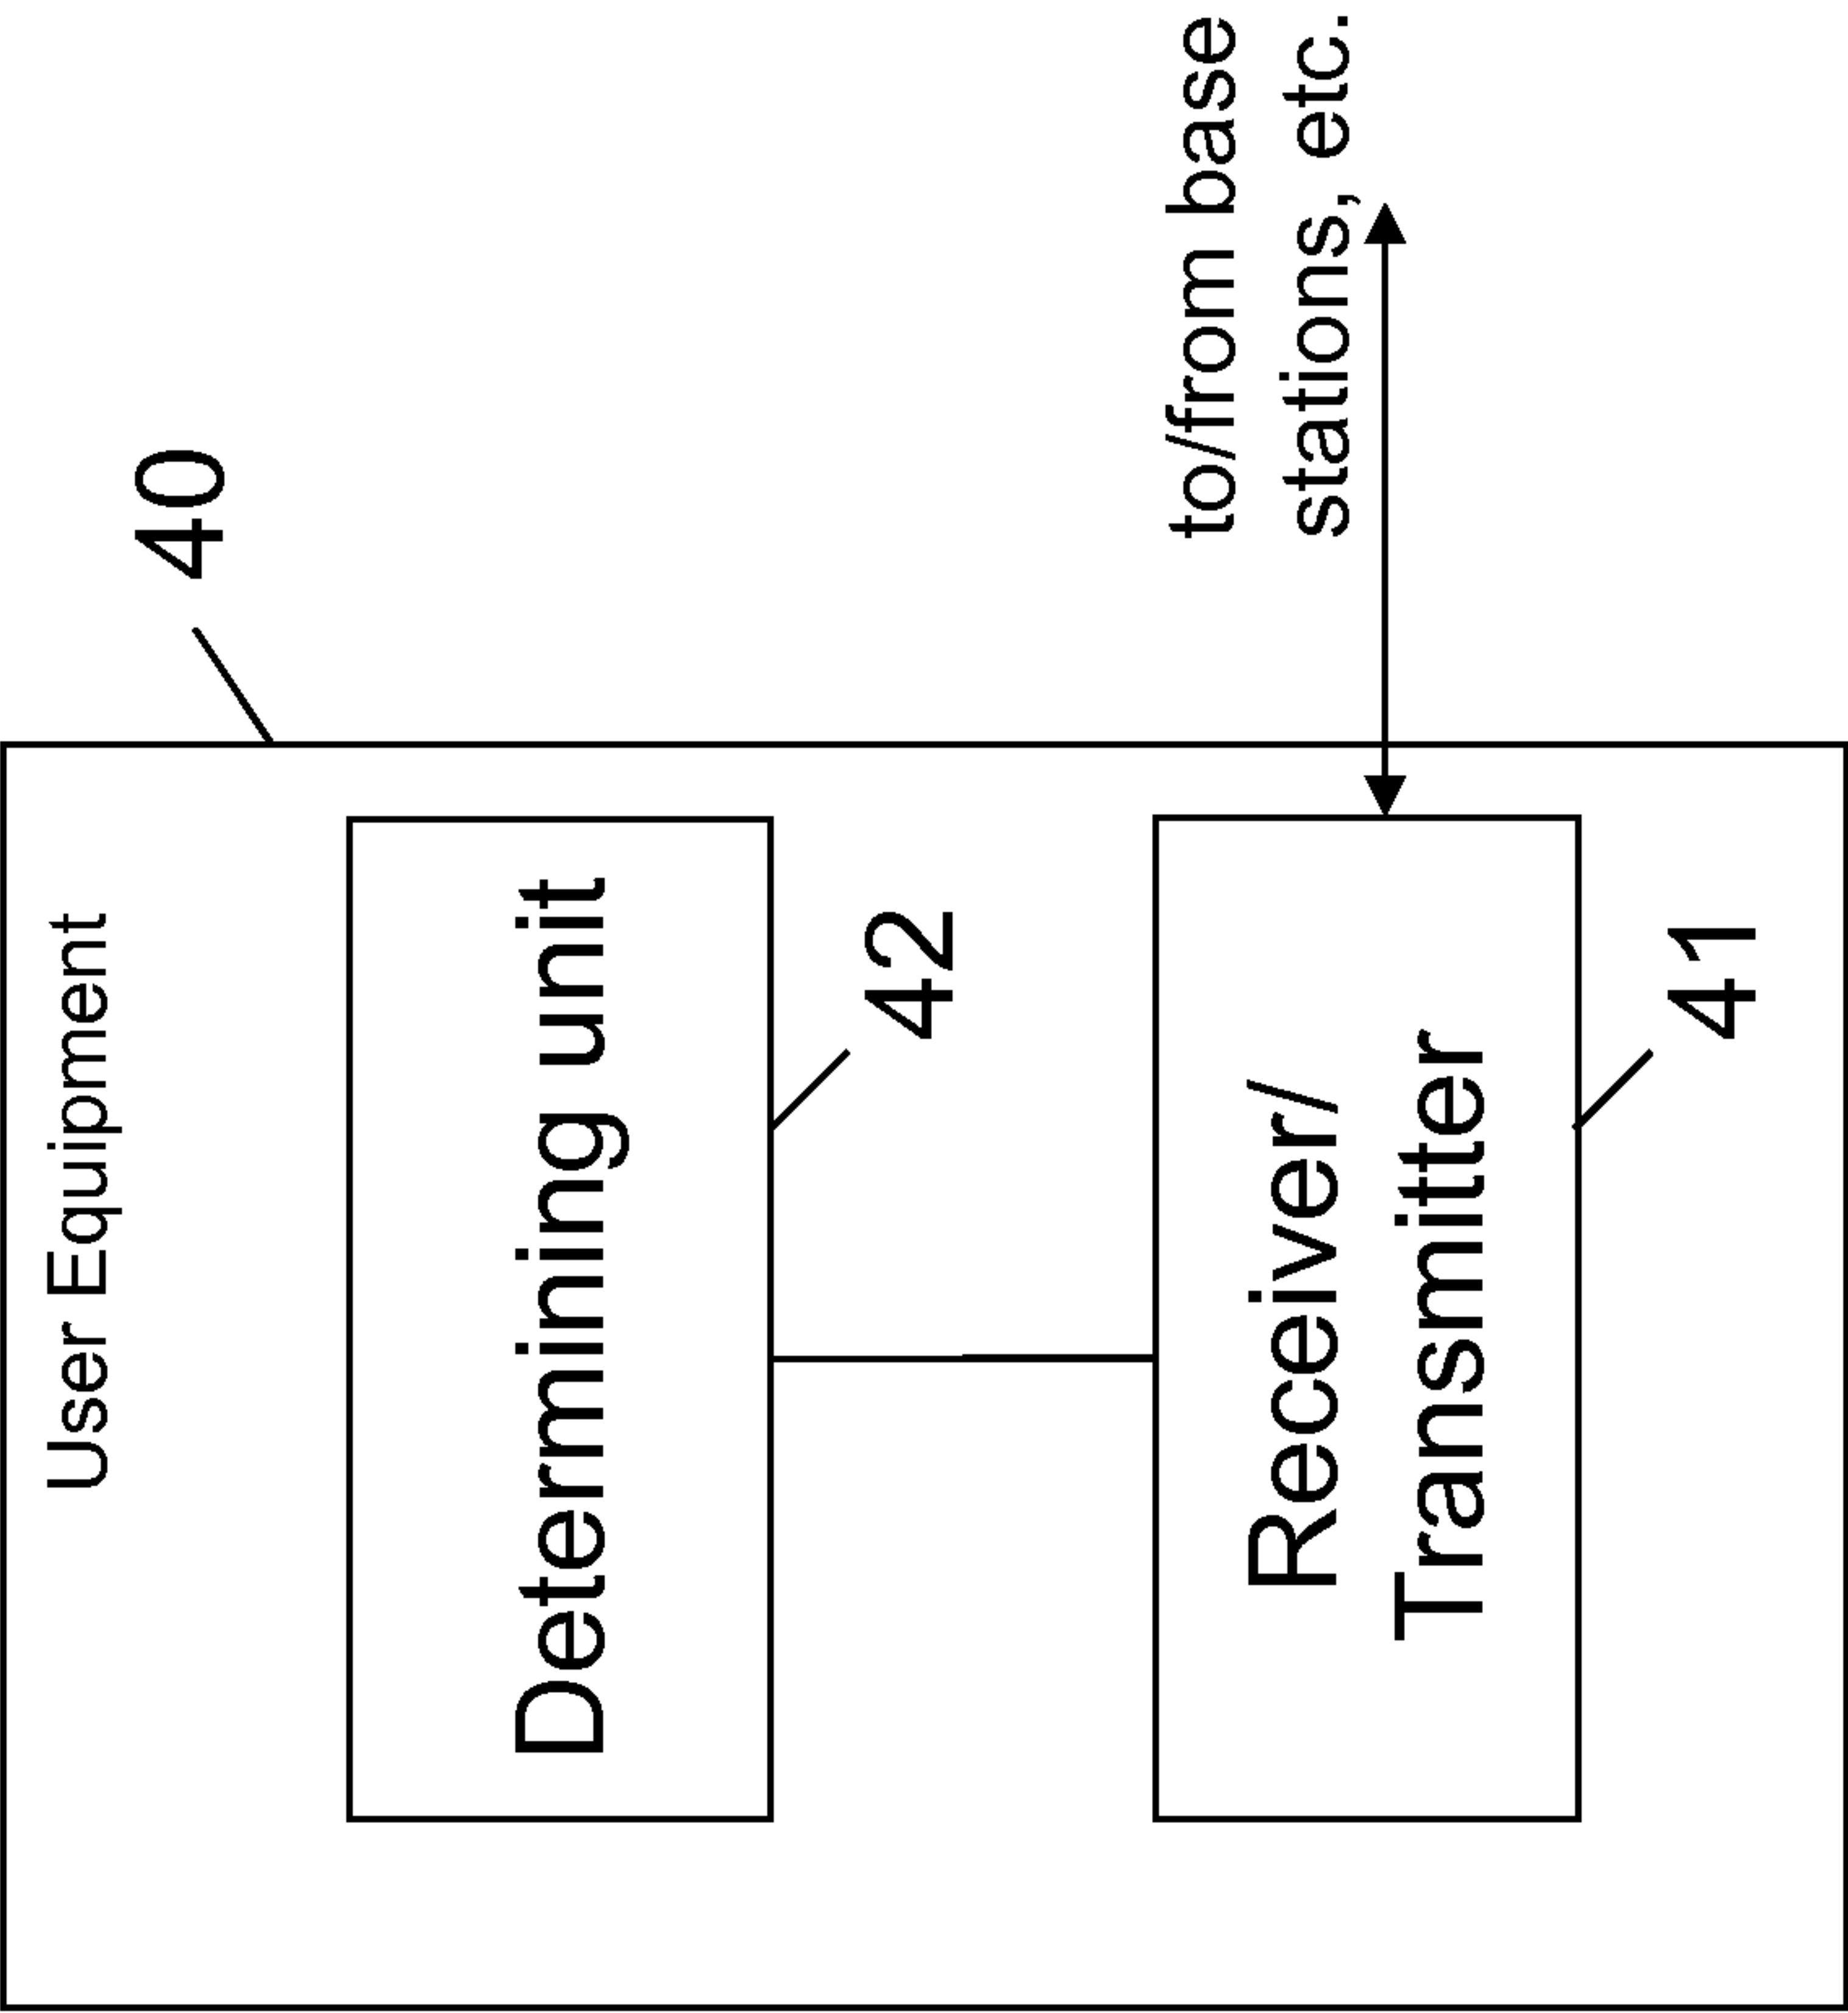 User Equipment
40
Determining unit
42
to/from base
stations, etc.
Receiver/
Transmitter
41